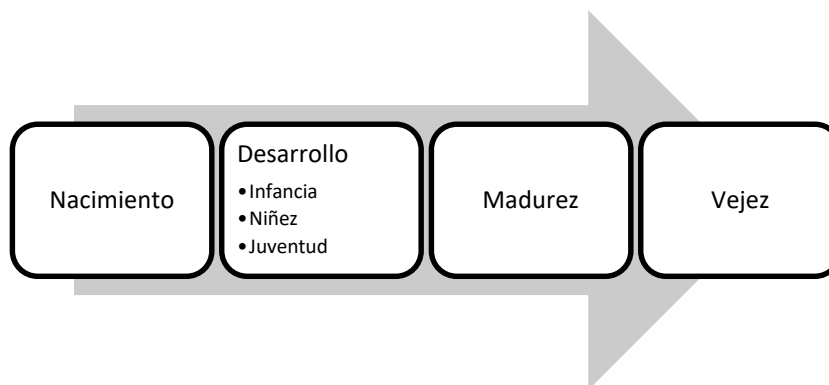 Nacimiento
Desarrollo
•Infancia
•Niñez
•Juventud
Madurez
Vejez